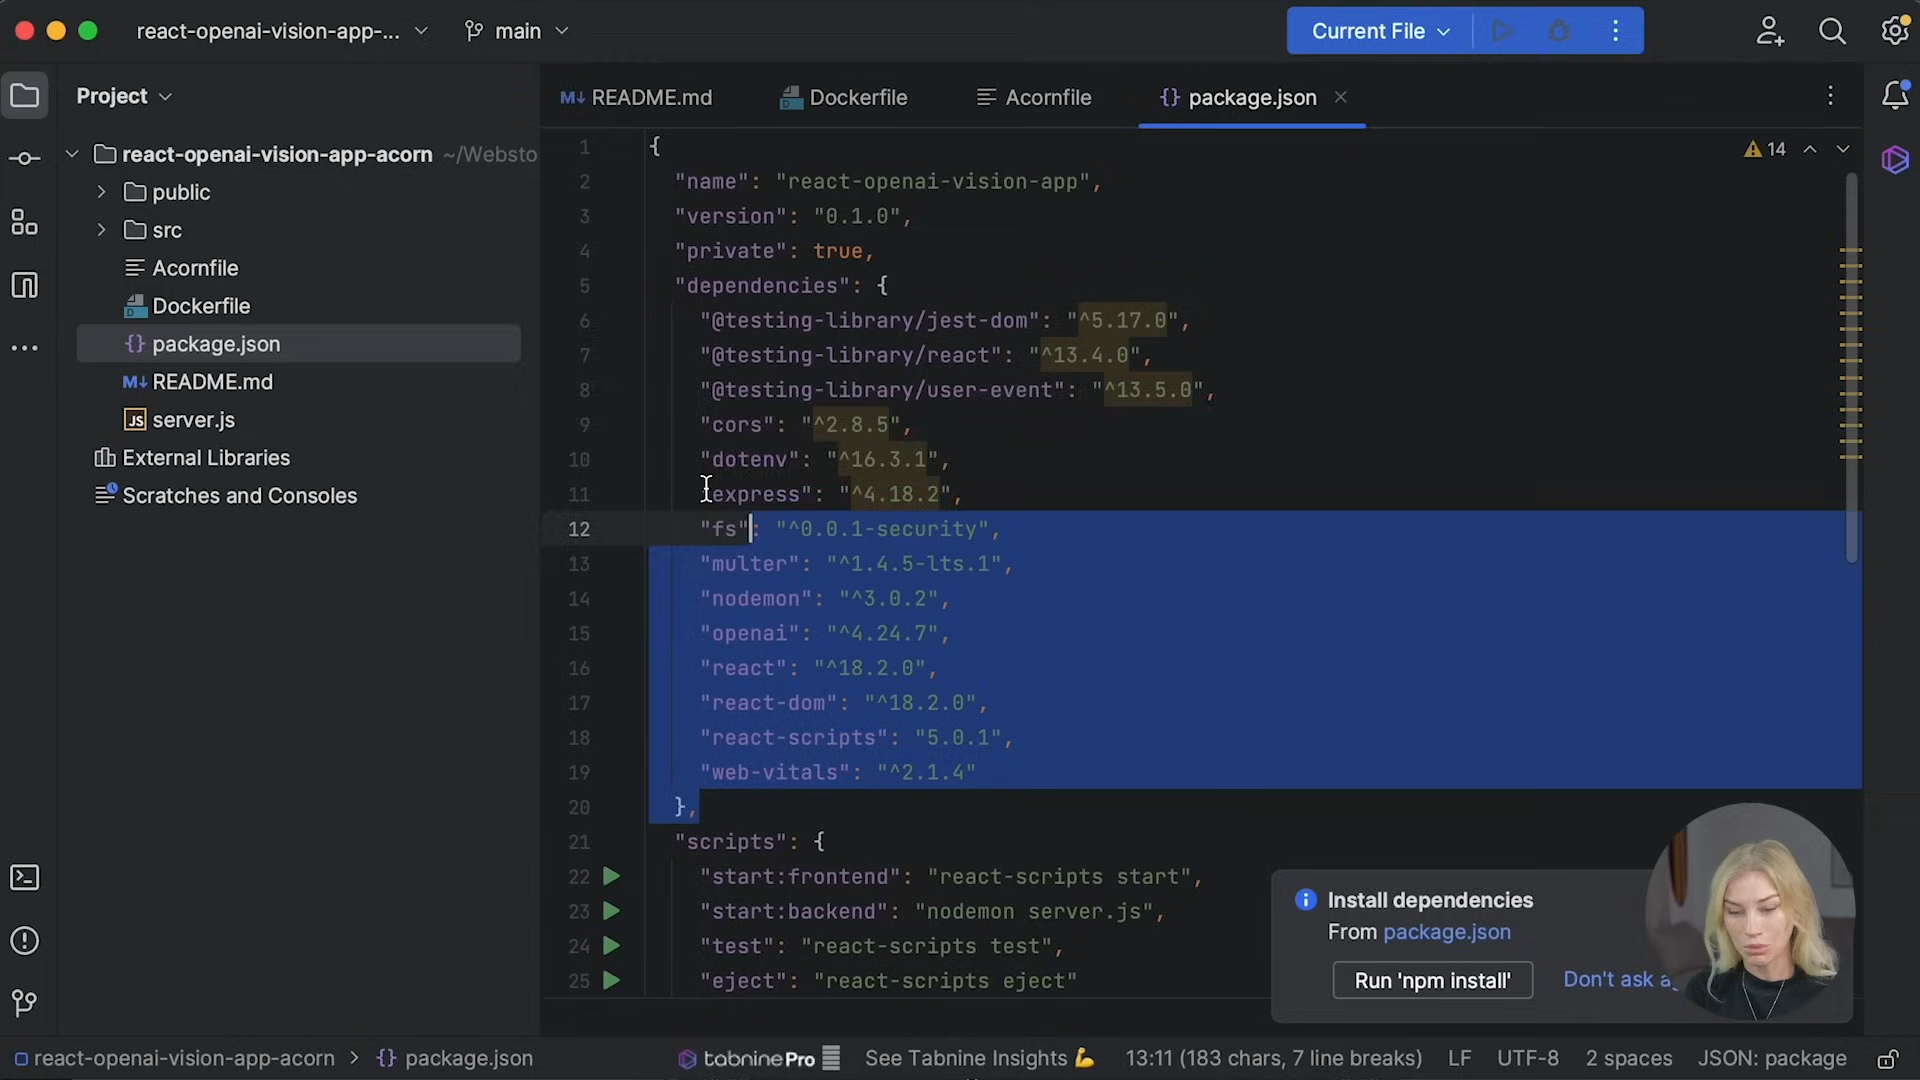 react-openai-vision-app-...
main
Current File
Project
README.md
Dockerfile
Acornfile
{} package.json
react-openai-vision-app-acorn ~/Websto
public
src
Acornfile
Dockerfile
{} package.json
README.md
JS server.js
External Libraries
Scratches and Consoles
14
1 {
2 "name": "react-openai-vision-app",
3 "version": "0.1.0",
4 "private": true,
5 "dependencies": {
6 "@testing-library/jest-dom": "^5.17.0",
7 "@testing-library/react": "^13.4.0",
8 "@testing-library/user-event": "^13.5.0",
9 "cors": "^2.8.5",
10 "dotenv": "^16.3.1",
11 "express": "^4.18.2",
12 "fs": "^0.0.1-security",
13 "multer": "^1.4.5-lts.1",
14 "nodemon": "^3.0.2",
15 "openai": "^4.24.7",
16 "react": "^18.2.0",
17 "react-dom": "^18.2.0",
18 "react-scripts": "5.0.1",
19 "web-vitals": "^2.1.4"
20 },
21 "scripts": {
22 "start:frontend": "react-scripts start",
23 "start:backend": "nodemon server.js",
24 "test": "react-scripts test",
25 "eject": "react-scripts eject"
Install dependencies
From package.json
Run 'npm install'
Don't ask a
react-openai-vision-app-acorn > {} package.json
tabnine Pro
See Tabnine Insights 💪
13:11 (183 chars, 7 line breaks)
LF
UTF-8
2 spaces
JSON: package